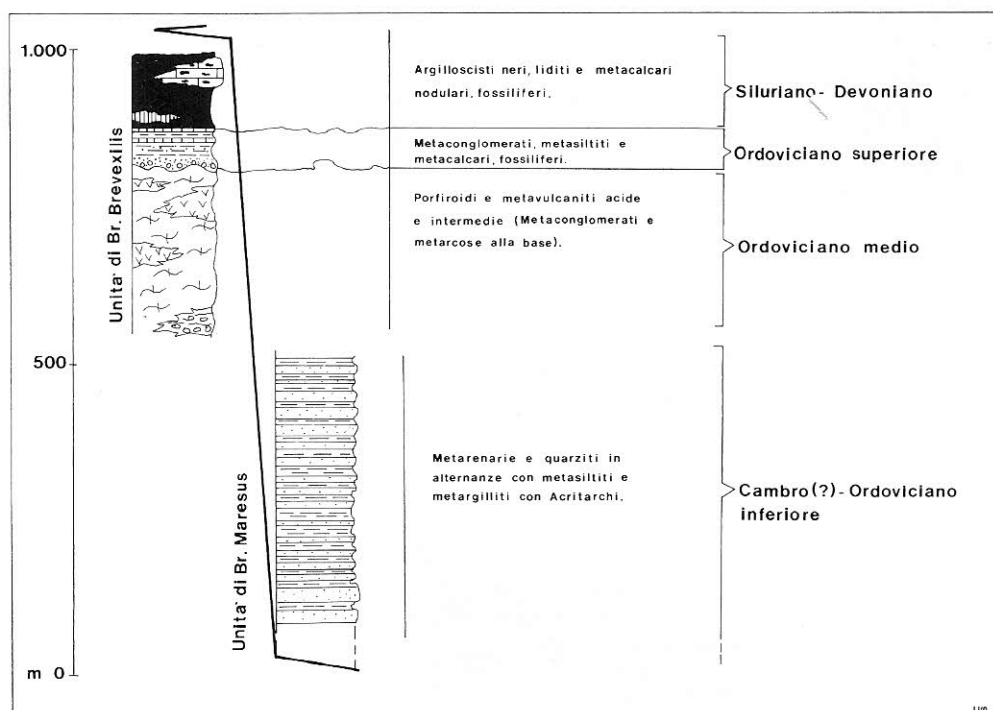 1.000
500
m 0
Unita' di Br. Brevexilis
Unita' di Br. Maresus
Argilloscisti neri, liditi e metacalcari
nodulari, fossiliferi.
Siluriano - Devoniano
Metaconglomerati, metasiltiti e
metacalcari, fossiliferi.
Ordoviciano superiore
Porfiroidi e metavulcaniti acide
e intermedie (Metaconglomerati e
metarcose alla base).
Ordoviciano medio
Metarenarie e quarziti in
alternanze con metasiltiti e
metargilliti con Acritarchi.
Cambro (?) - Ordoviciano
inferiore